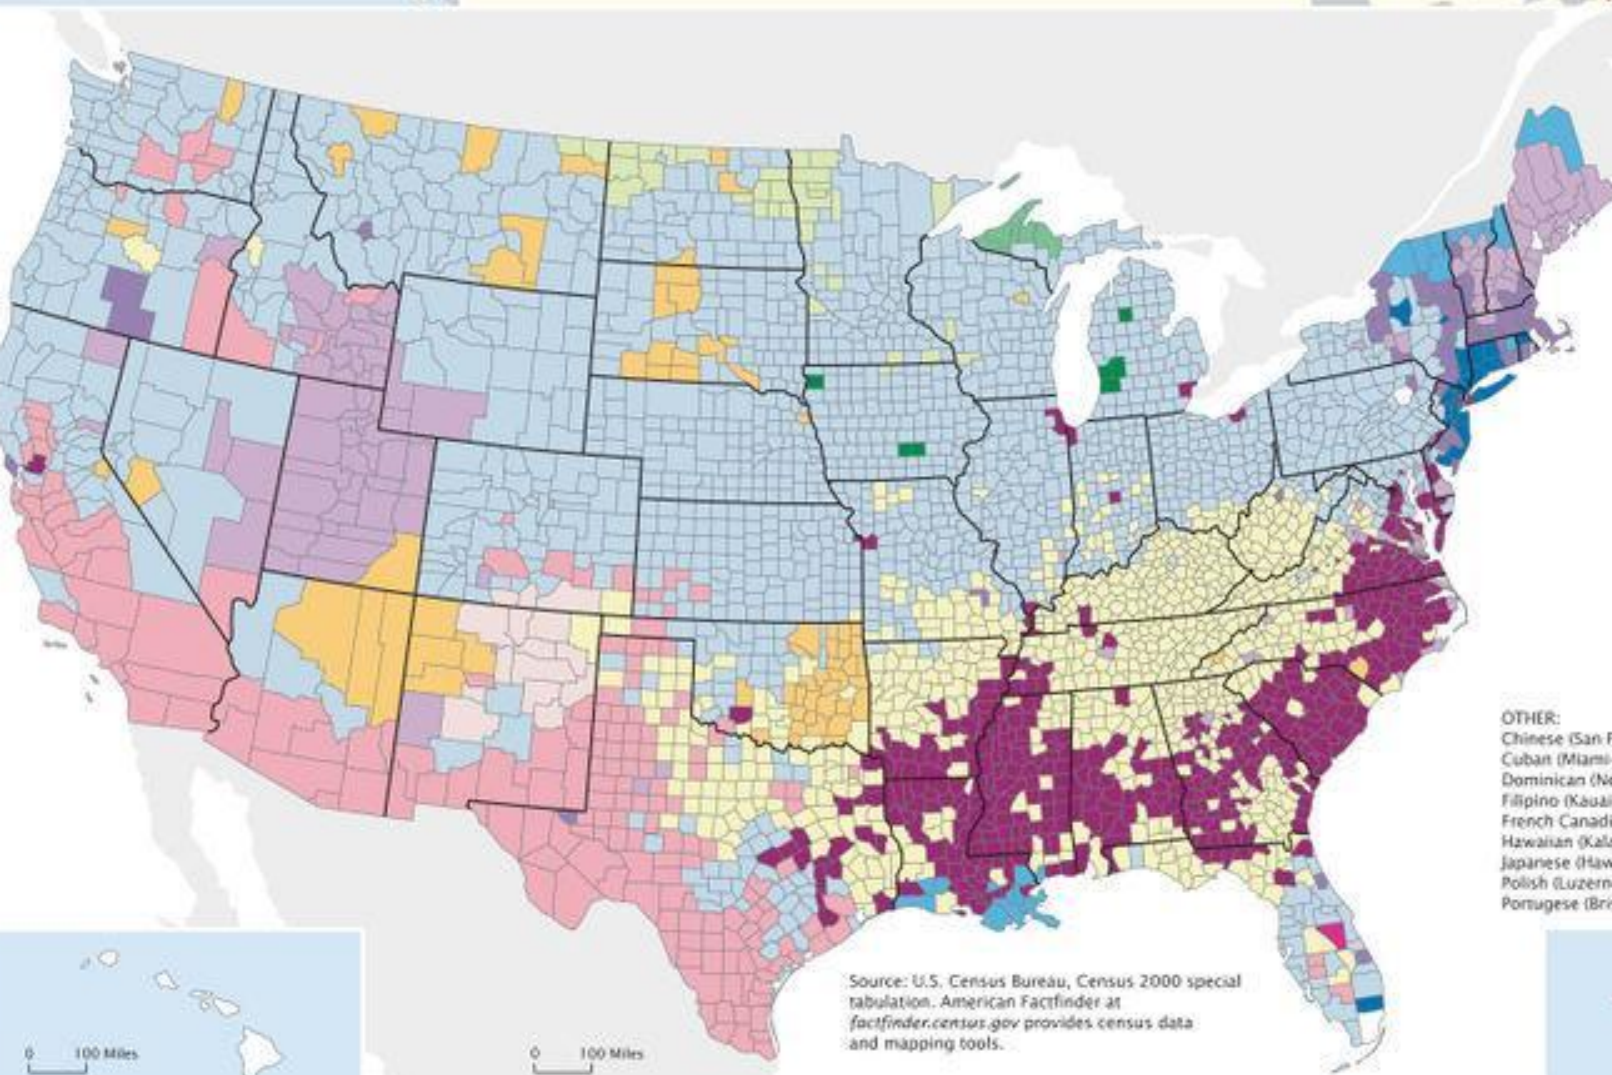 OTHER:
Chinese (San F
Cuban (Miami-
Dominican (Ne
Filipino (Kauai
French Canadi
Hawaiian (Kala
Japanese (Haw
Polish (Luzern
Portugese (Bris
Source: U.S. Census Bureau, Census 2000 special
tabulation. American Factfinder at
factfinder.census.gov provides census data
and mapping tools.
0 100 Miles
0 100 Miles